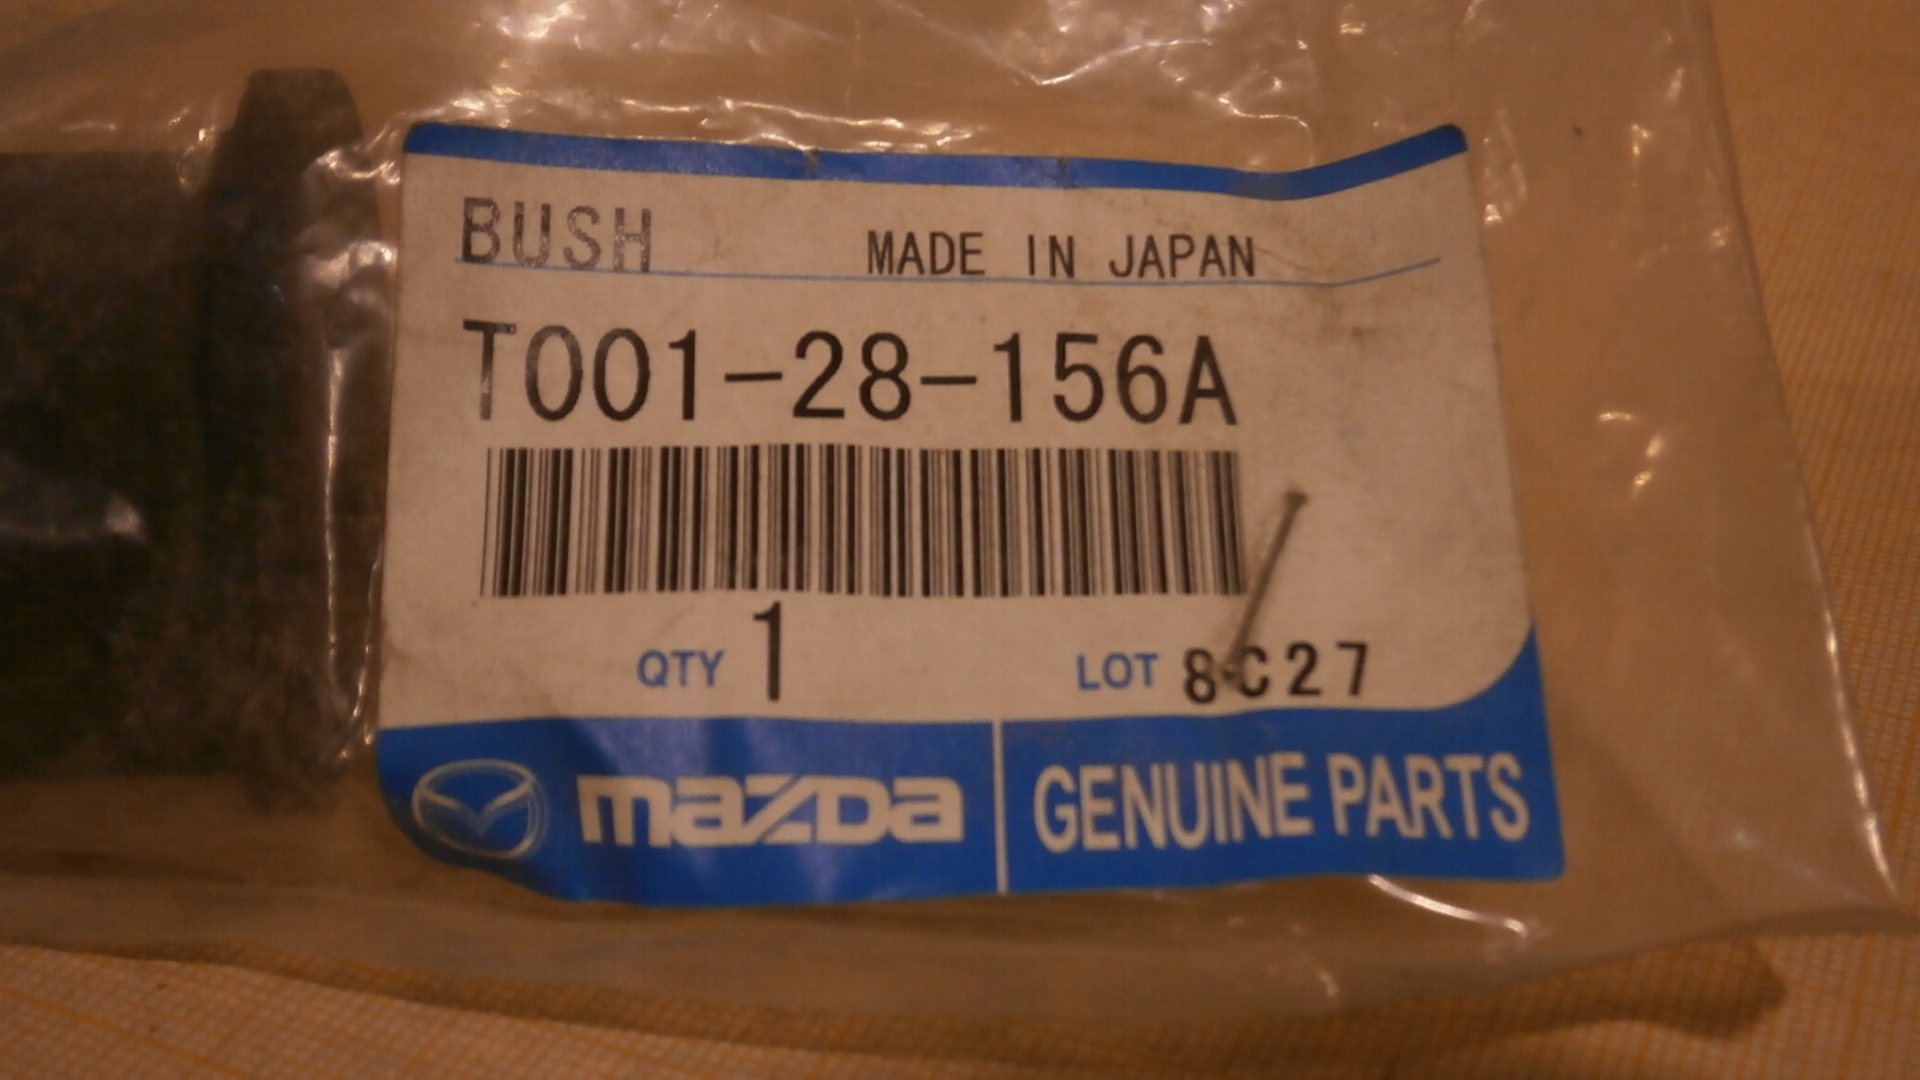 BUSH MADE IN JAPAN
T001-28-156A
QTY 1 LOT 8C27
mazda GENUINE PARTS